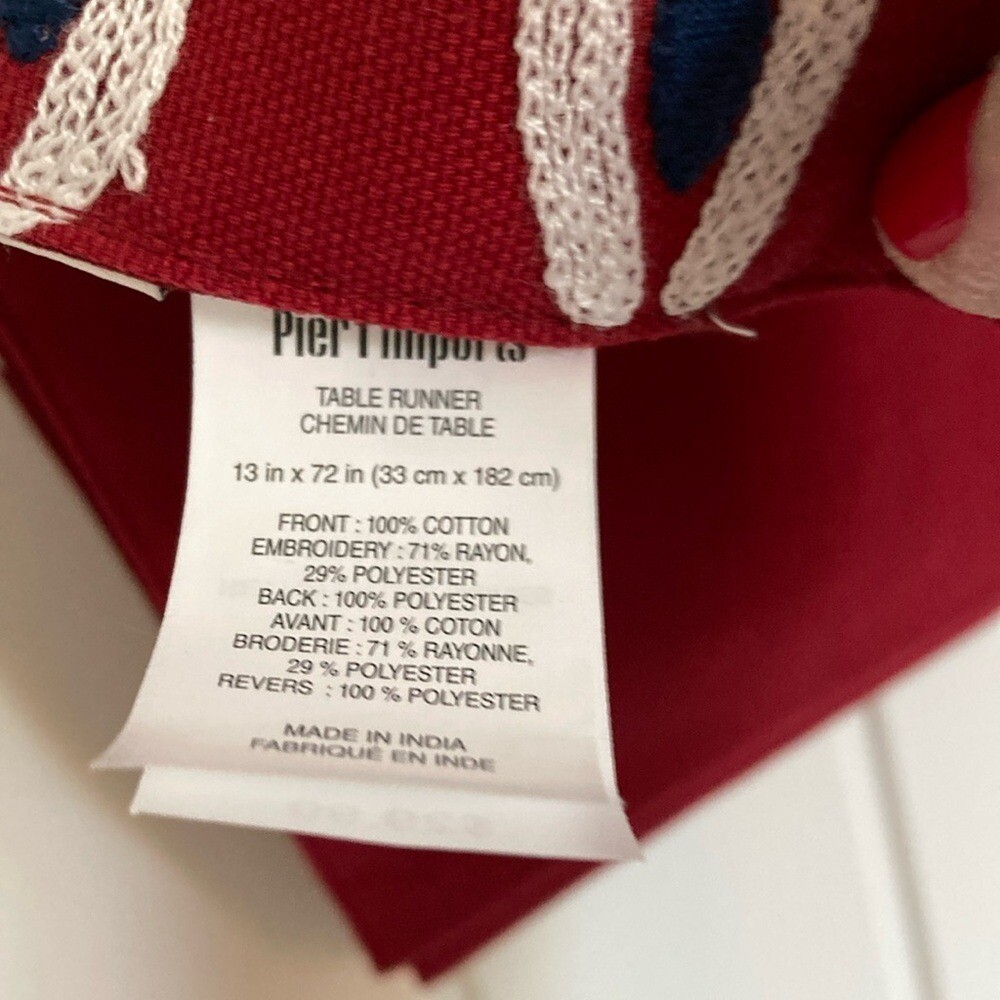 Pier 1 imports
TABLE RUNNER
CHEMIN DE TABLE
13 in x 72 in (33 cm x 182 cm)
FRONT : 100% COTTON
EMBROIDERY : 71% RAYON,
29% POLYESTER
BACK : 100% POLYESTER
AVANT : 100 % COTON
BRODERIE : 71 % RAYONNE,
29 % POLYESTER
REVERS : 100 % POLYESTER
MADE IN INDIA
FABRIQUÉ EN INDE